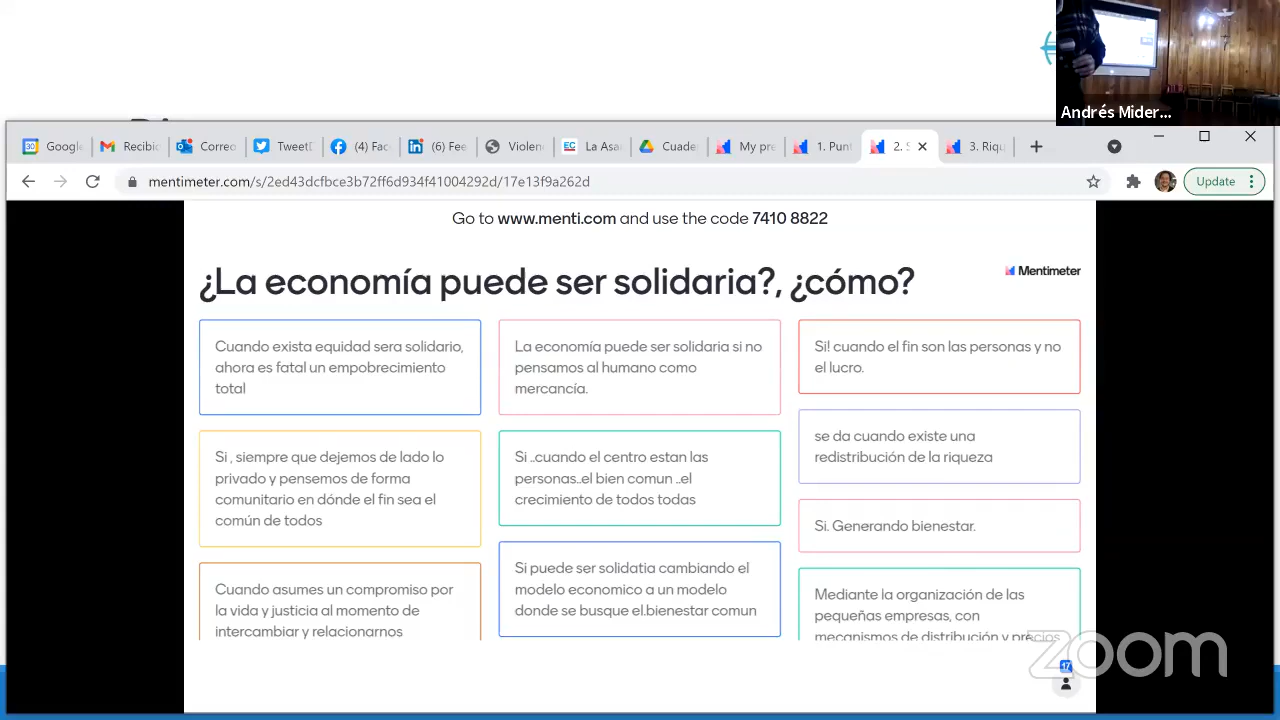 Andrés Mider...
Google
Recibic
Correo
TweetD
(4) Fac
(6) Fee
Violenc
EC
La Asa
Cuader
My pre
1. Punt
2. S
3. Riqu
mentimeter.com/s/2ed43dcfbce3b72ff6d934f41004292d/17e13f9a262d
Update
Go to www.menti.com and use the code 7410 8822
¿La economía puede ser solidaria?, ¿cómo?
Mentimeter
Cuando exista equidad sera solidario,
ahora es fatal un empobrecimiento
total
Si , siempre que dejemos de lado lo
privado y pensemos de forma
comunitario en dónde el fin sea el
común de todos
Cuando asumes un compromiso por
la vida y justicia al momento de
intercambiar y relacionarnos
La economía puede ser solidaria si no
pensamos al humano como
mercancía.
Si ..cuando el centro estan las
personas..el bien comun ..el
crecimiento de todos todas
Si puede ser solidatia cambiando el
modelo economico a un modelo
donde se busque el.bienestar comun
Si! cuando el fin son las personas y no
el lucro.
se da cuando existe una
redistribución de la riqueza
Si. Generando bienestar.
Mediante la organización de las
pequeñas empresas, con
mecanismos de distribución y precios
zoom
17